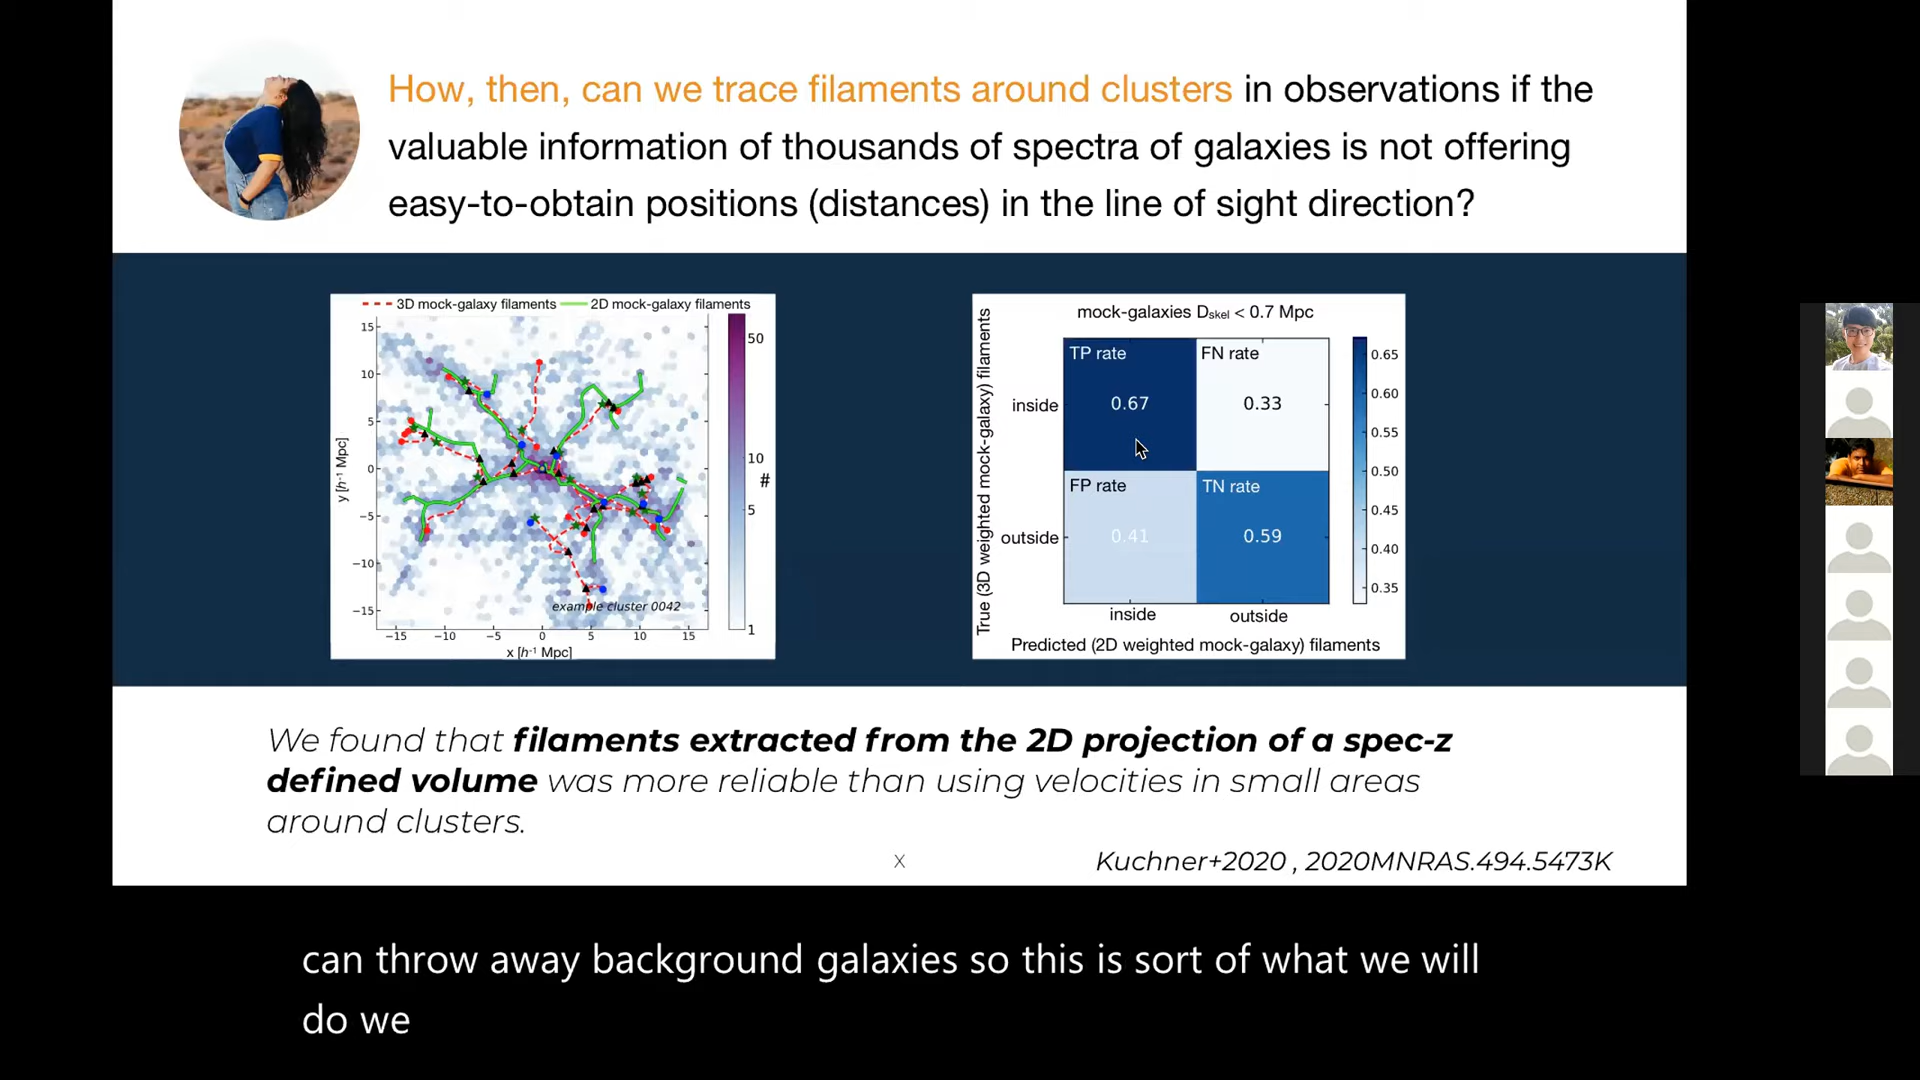 How, then, can we trace filaments around clusters in observations if the
valuable information of thousands of spectra of galaxies is not offering
easy-to-obtain positions (distances) in the line of sight direction?
3D mock-galaxy filaments 2D mock-galaxy filaments
15
10
5
0
−5
−10
−15
y [h⁻¹ Mpc]
example cluster 0042
−15 −10 −5 0 5 10 15
x [h⁻¹ Mpc]
50
10
#
5
1
mock-galaxies Dskel < 0.7 Mpc
True (3D weighted mock-galaxy) filaments
TP rate FN rate
inside 0.67 0.33
FP rate TN rate
outside 0.41 0.59
inside outside
Predicted (2D weighted mock-galaxy) filaments
0.65
0.60
0.55
0.50
0.45
0.40
0.35
We found that filaments extracted from the 2D projection of a spec-z
defined volume was more reliable than using velocities in small areas
around clusters.
X
Kuchner+2020 , 2020MNRAS.494.5473K
can throw away background galaxies so this is sort of what we will
do we